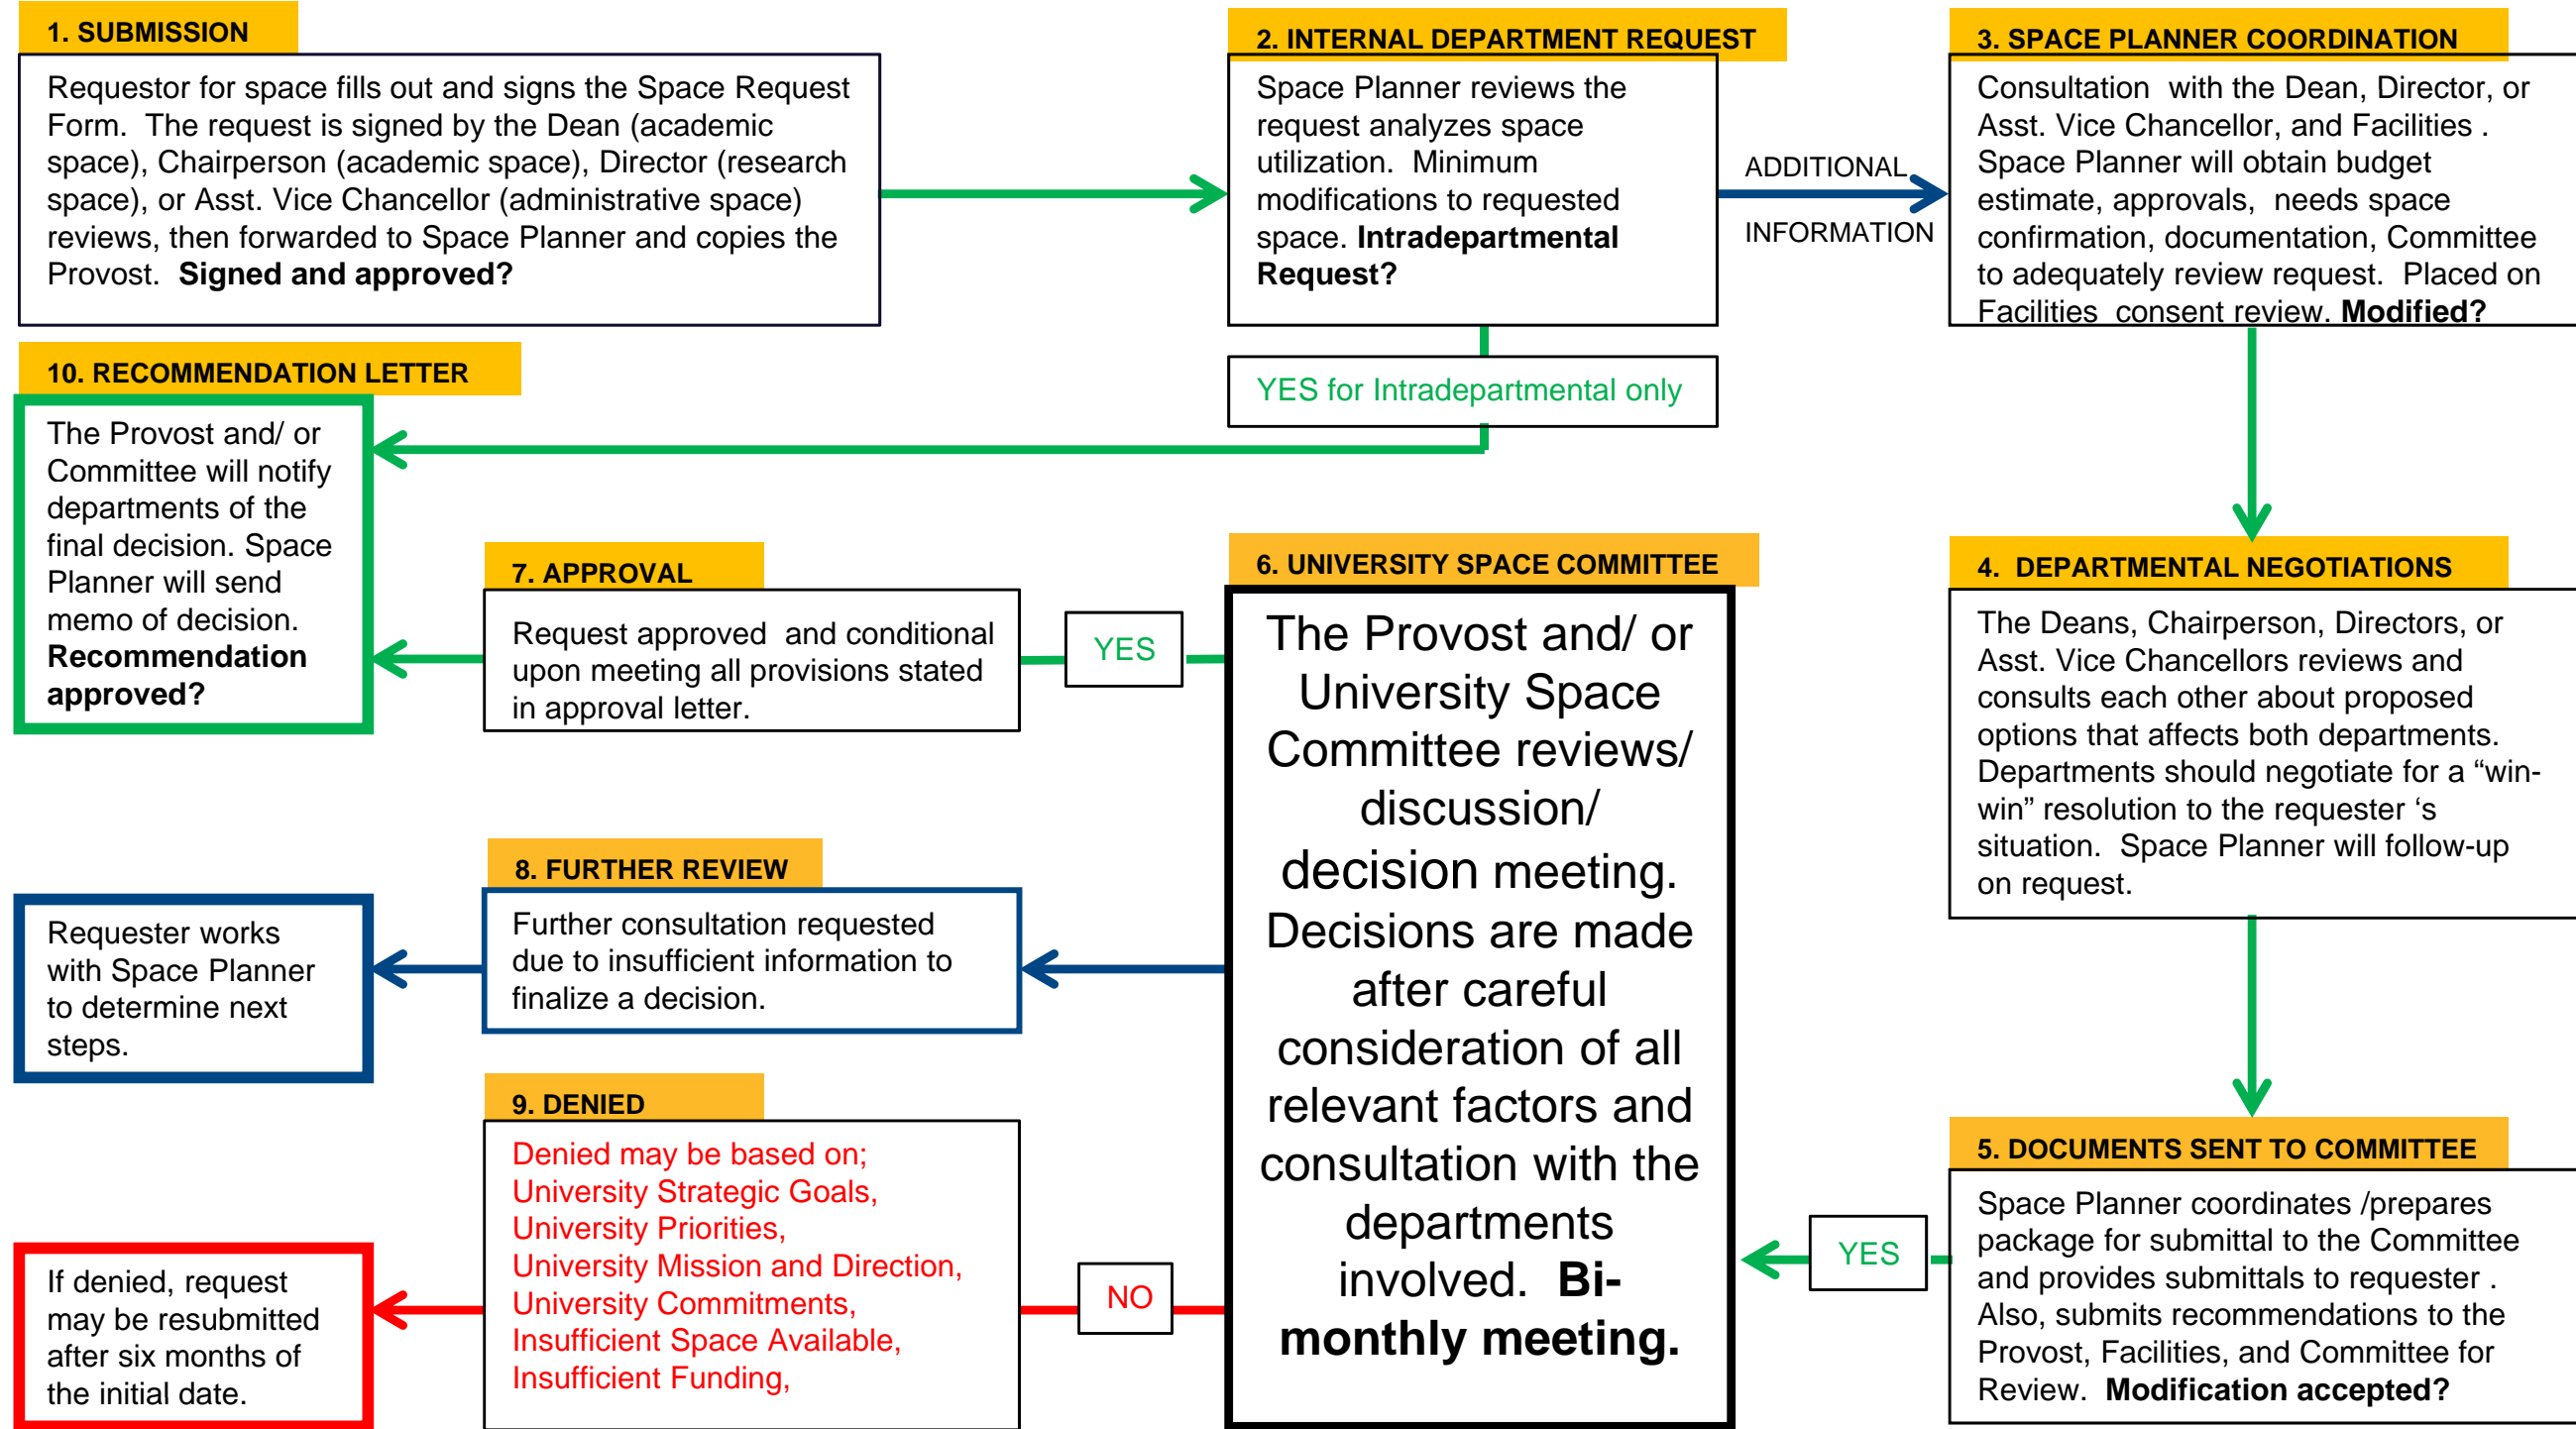 1. SUBMISSION
Requestor for space fills out and signs the Space Request
Form.  The request is signed by the Dean (academic
space), Chairperson (academic space), Director (research
space), or Asst. Vice Chancellor (administrative space)
reviews, then forwarded to Space Planner and copies the
Provost.  Signed and approved?
2. INTERNAL DEPARTMENT REQUEST
Space Planner reviews the
request analyzes space
utilization.  Minimum
modifications to requested
space. Intradepartmental
Request?
ADDITIONAL
INFORMATION
3. SPACE PLANNER COORDINATION
Consultation  with the Dean, Director, or
Asst. Vice Chancellor, and Facilities .
Space Planner will obtain budget
estimate, approvals,  needs space
confirmation, documentation, Committee
to adequately review request.  Placed on
Facilities  consent review. Modified?
YES for Intradepartmental only
10. RECOMMENDATION LETTER
The Provost and/ or
Committee will notify
departments of the
final decision. Space
Planner will send
memo of decision.
Recommendation
approved?
4.  DEPARTMENTAL NEGOTIATIONS
The Deans, Chairperson, Directors, or
Asst. Vice Chancellors reviews and
consults each other about proposed
options that affects both departments.
Departments should negotiate for a “win-
win” resolution to the requester ‘s
situation.  Space Planner will follow-up
on request.
5. DOCUMENTS SENT TO COMMITTEE
Space Planner coordinates /prepares
package for submittal to the Committee
and provides submittals to requester .
Also, submits recommendations to the
Provost, Facilities, and Committee for
Review.  Modification accepted?
YES
6. UNIVERSITY SPACE COMMITTEE
The Provost and/ or
University Space
Committee reviews/
discussion/
decision meeting.
Decisions are made
after careful
consideration of all
relevant factors and
consultation with the
departments
involved.  Bi-
monthly meeting.
YES
7. APPROVAL
Request approved  and conditional
upon meeting all provisions stated
in approval letter.
8. FURTHER REVIEW
Further consultation requested
due to insufficient information to
finalize a decision.
Requester works
with Space Planner
to determine next
steps.
NO
9. DENIED
Denied may be based on;
University Strategic Goals,
University Priorities,
University Mission and Direction,
University Commitments,
Insufficient Space Available,
Insufficient Funding,
If denied, request
may be resubmitted
after six months of
the initial date.